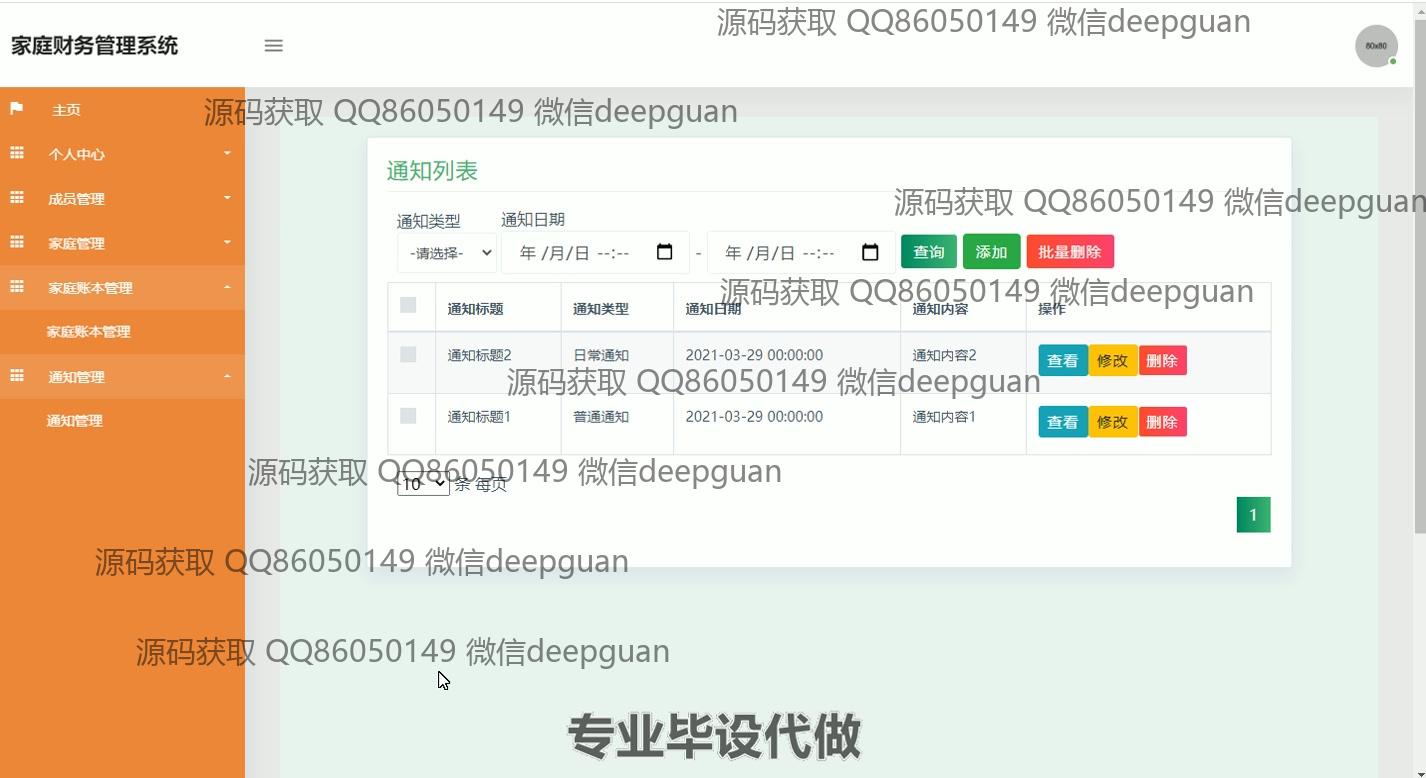 源码获取 QQ86050149 微信deepguan
家庭财务管理系统
80x80
主页
源码获取 QQ86050149 微信deepguan
个人中心
通知列表
成员管理
源码获取 QQ86050149 微信deepguan
通知类型 通知日期
家庭管理
-请选择- 年 /月/日 --:-- - 年 /月/日 --:-- 查询 添加 批量删除
家庭账本管理
源码获取 QQ86050149 微信deepguan
通知标题 通知类型 通知日期 通知内容 操作
家庭账本管理
通知标题2 日常通知 2021-03-29 00:00:00 通知内容2 查看 修改 删除
通知管理
源码获取 QQ86050149 微信deepguan
通知标题1 普通通知 2021-03-29 00:00:00 通知内容1 查看 修改 删除
通知管理
源码获取 QQ86050149 微信deepguan
10 条 每页
1
源码获取 QQ86050149 微信deepguan
源码获取 QQ86050149 微信deepguan
专业毕设代做